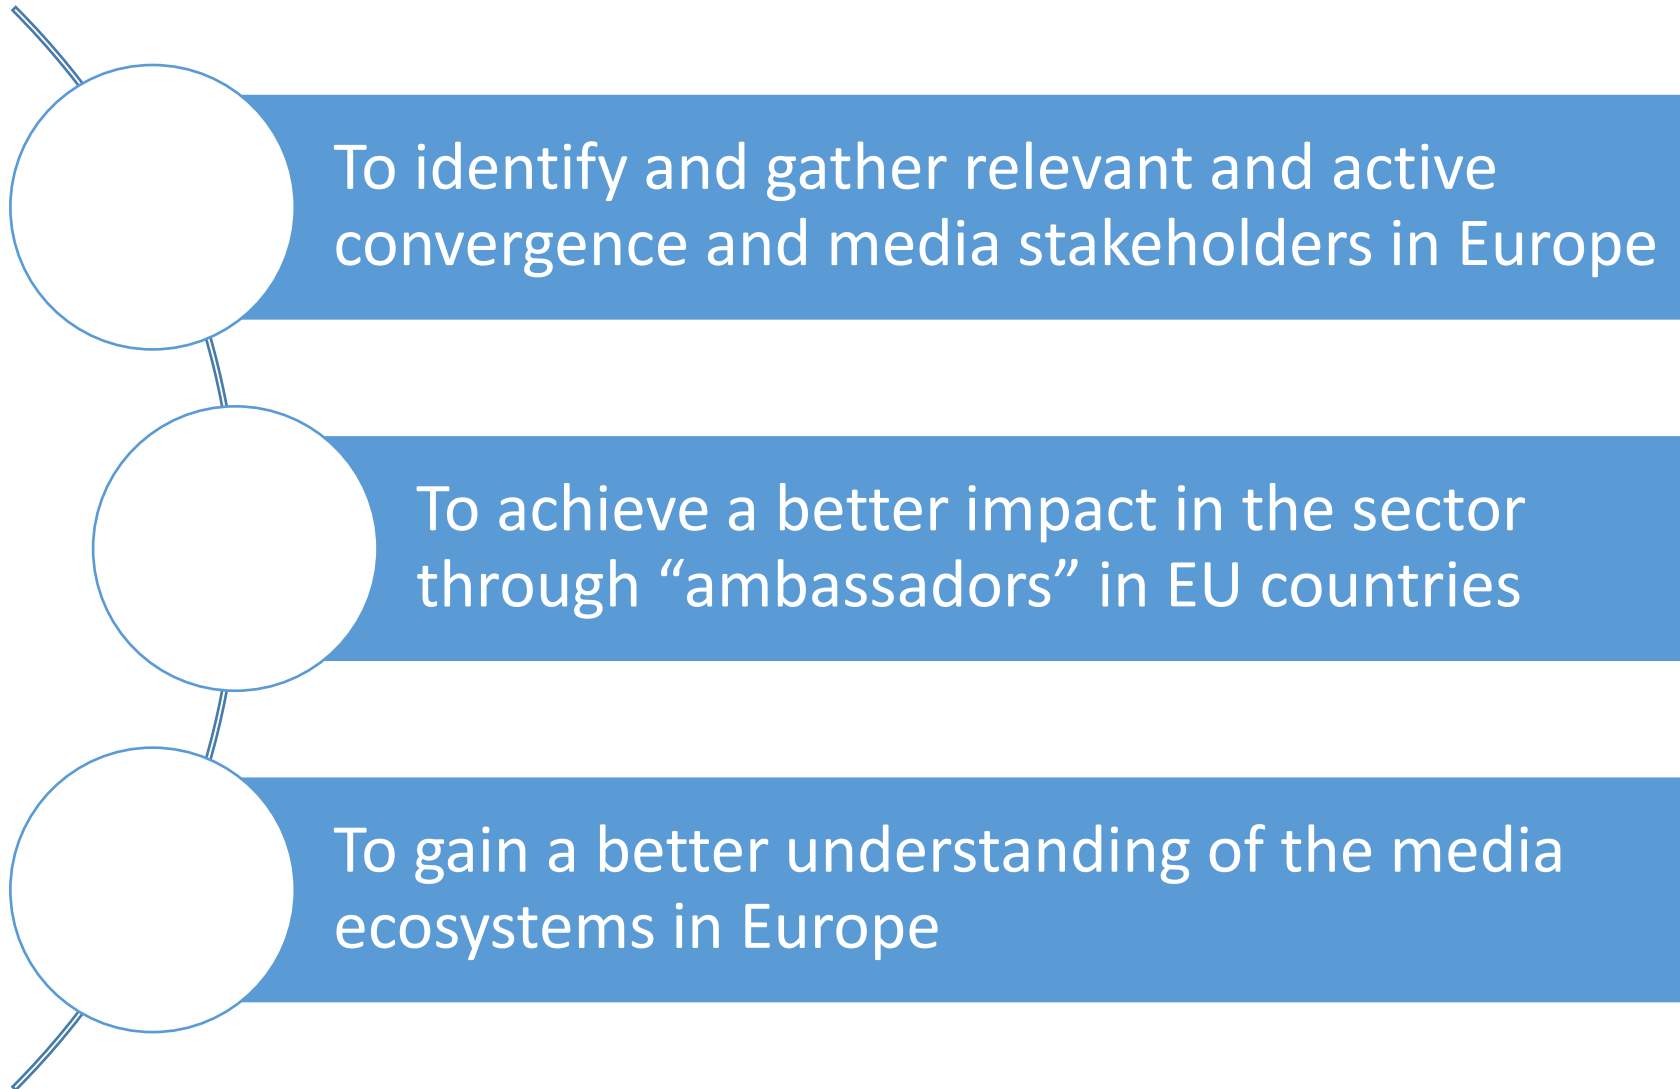 To identify and gather relevant and active
convergence and media stakeholders in Europe
To achieve a better impact in the sector
through “ambassadors” in EU countries
To gain a better understanding of the media
ecosystems in Europe